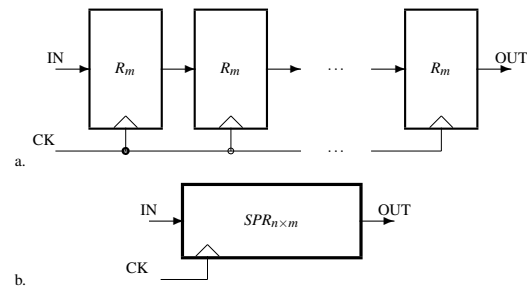 IN R_m R_m ... R_m OUT
CK ...
a.
IN SPR_{n×m} OUT
CK
b.